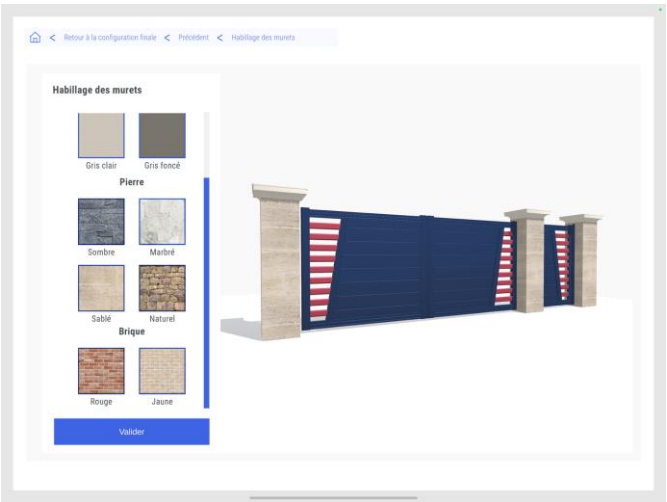 < Retour à la configuration finale < Précédent < Habillage des murets
Habillage des murets
Gris clair Gris foncé
Pierre
Sombre Marbré
Sablé Naturel
Brique
Rouge Jaune
Valider